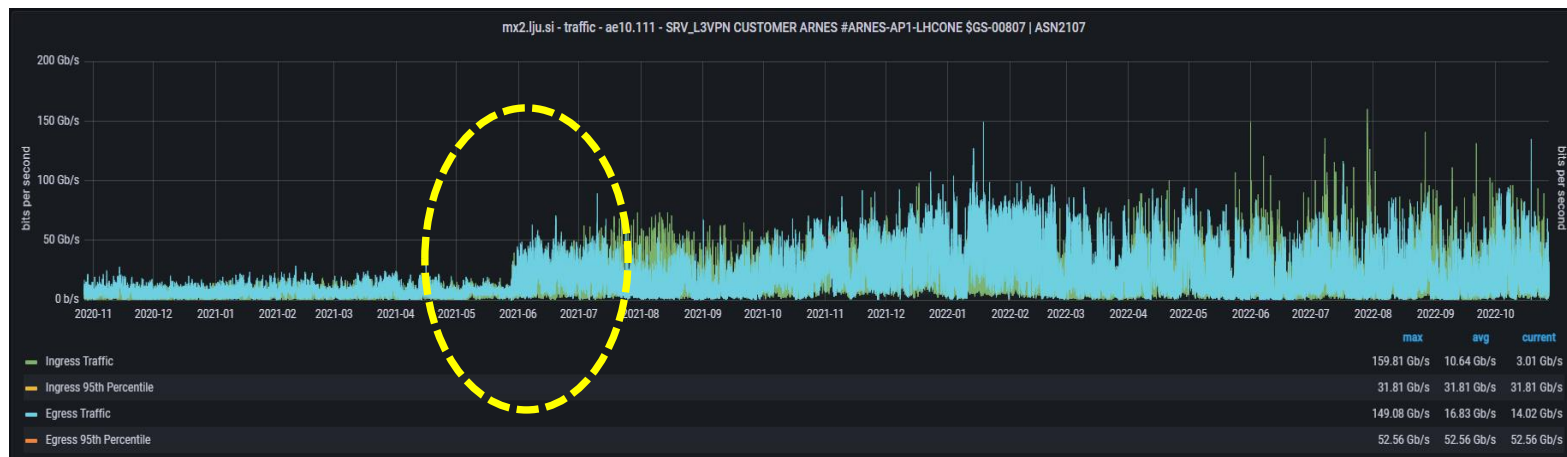 mx2.lju.si - traffic - ae10.111 - SRV_L3VPN CUSTOMER ARNES #ARNES-AP1-LHCONE $GS-00807 | ASN2107
200 Gb/s
150 Gb/s
100 Gb/s
50 Gb/s
0 b/s
bits per second
bits per second
2020-11 2020-12 2021-01 2021-02 2021-03 2021-04 2021-05 2021-06 2021-07 2021-08 2021-09 2021-10 2021-11 2021-12 2022-01 2022-02 2022-03 2022-04 2022-05 2022-06 2022-07 2022-08 2022-09 2022-10
max avg current
Ingress Traffic 159.81 Gb/s 10.64 Gb/s 3.01 Gb/s
Ingress 95th Percentile 31.81 Gb/s 31.81 Gb/s 31.81 Gb/s
Egress Traffic 149.08 Gb/s 16.83 Gb/s 14.02 Gb/s
Egress 95th Percentile 52.56 Gb/s 52.56 Gb/s 52.56 Gb/s